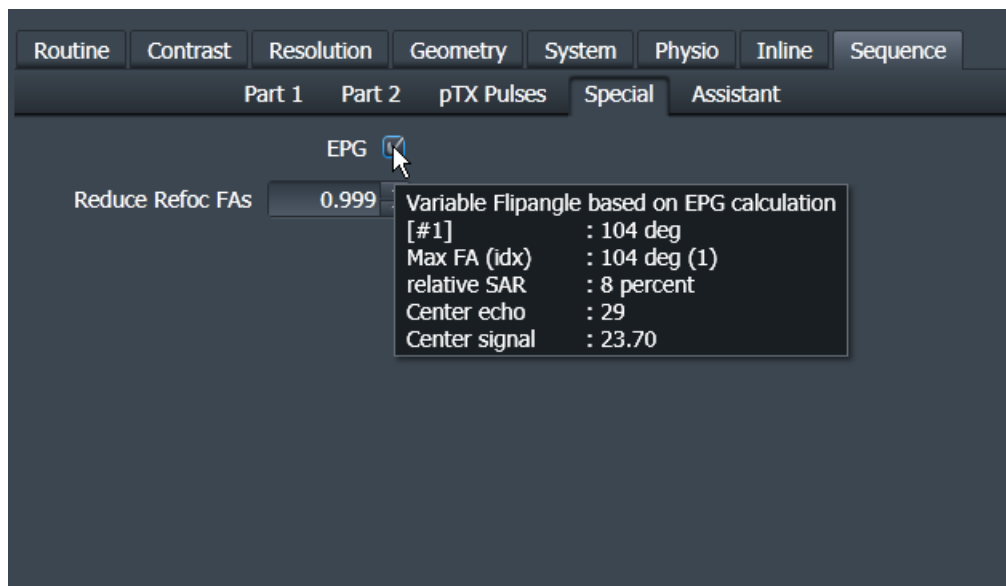 Routine Contrast Resolution Geometry System Physio Inline Sequence
Part 1 Part 2 pTX Pulses Special Assistant
EPG
Reduce Refoc FAs 0.999
Variable Flipangle based on EPG calculation
[#1] : 104 deg
Max FA (idx) : 104 deg (1)
relative SAR : 8 percent
Center echo : 29
Center signal : 23.70